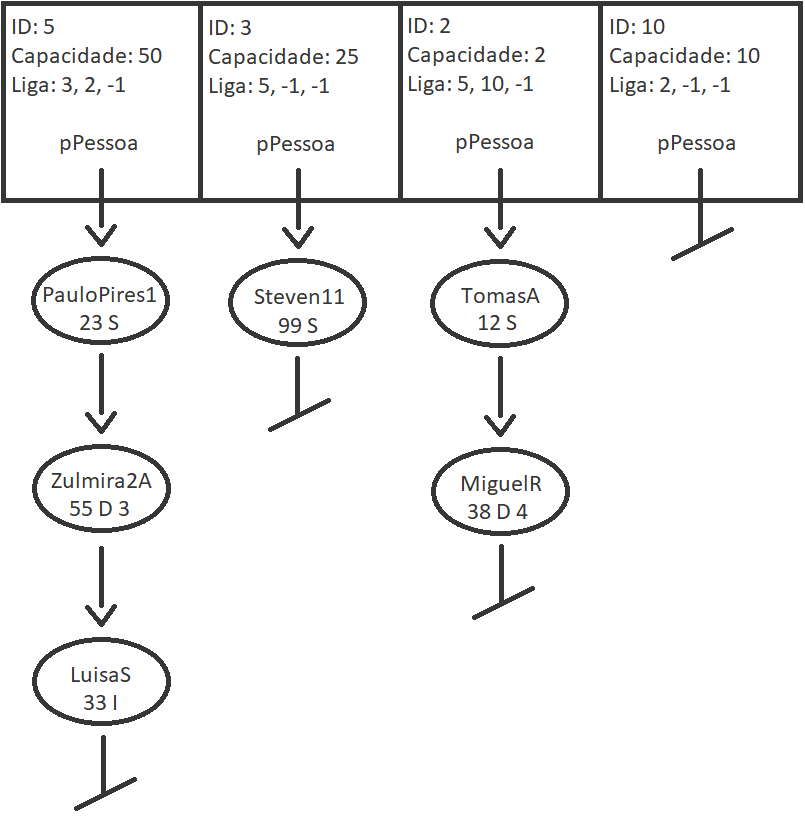 ID: 5
Capacidade: 50
Liga: 3, 2, -1
pPessoa
ID: 3
Capacidade: 25
Liga: 5, -1, -1
pPessoa
ID: 2
Capacidade: 2
Liga: 5, 10, -1
pPessoa
ID: 10
Capacidade: 10
Liga: 2, -1, -1
pPessoa
PauloPires1
23 S
Zulmira2A
55 D 3
LuisaS
33 I
Steven11
99 S
TomasA
12 S
MiguelR
38 D 4